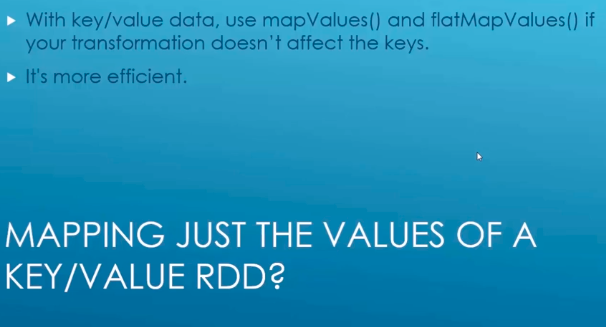 With key/value data, use mapValues() and flatMapValues() if
your transformation doesn't affect the keys.
It's more efficient.
MAPPING JUST THE VALUES OF A
KEY/VALUE RDD?